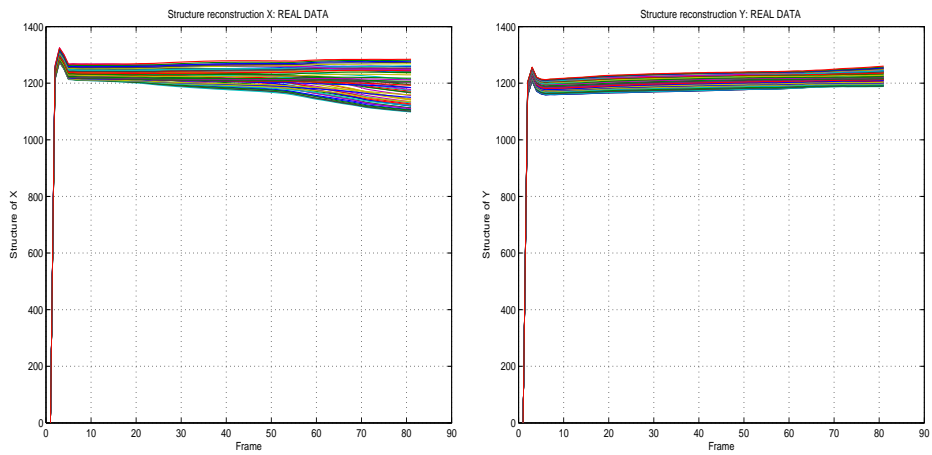 Structure reconstruction X: REAL DATA
1400
1200
1000
800
600
400
200
0
Structure of X
0 10 20 30 40 50 60 70 80 90
Frame
Structure reconstruction Y: REAL DATA
1400
1200
1000
800
600
400
200
0
Structure of Y
0 10 20 30 40 50 60 70 80 90
Frame